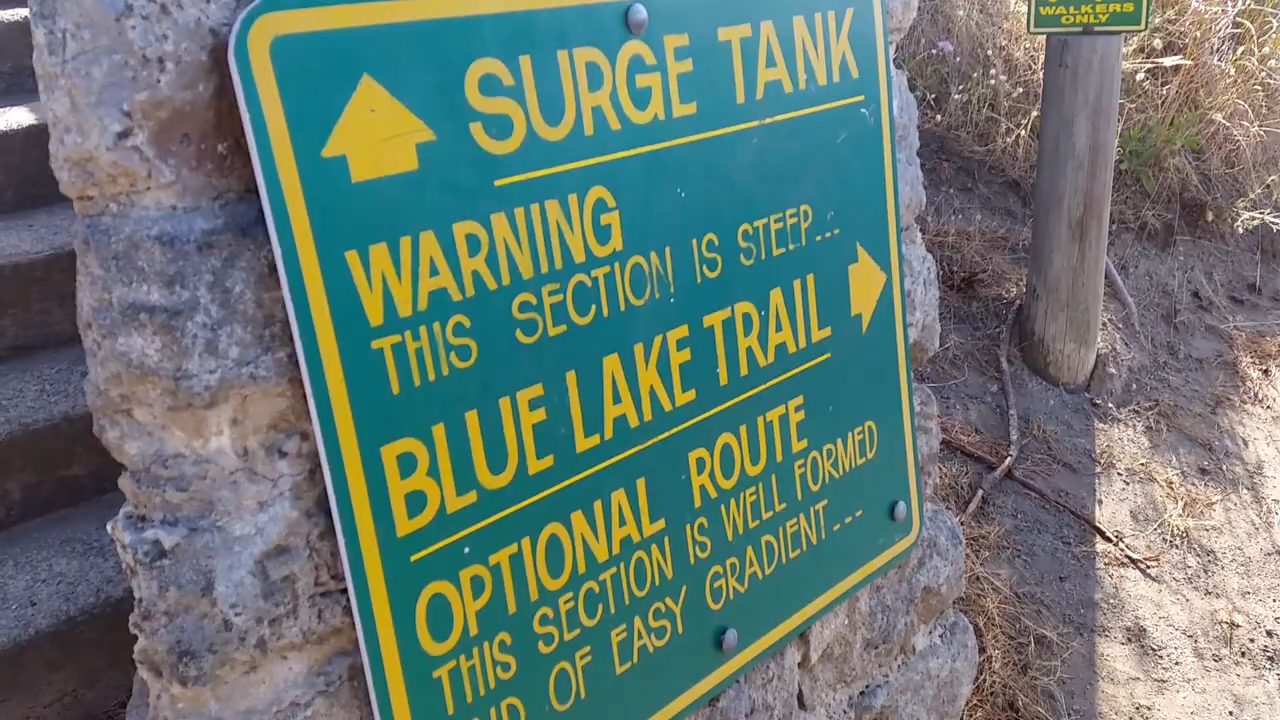 SURGE TANK
WARNING
THIS SECTION IS STEEP...
BLUE LAKE TRAIL
OPTIONAL ROUTE
THIS SECTION IS WELL FORMED
OF EASY GRADIENT...
WALKERS
ONLY